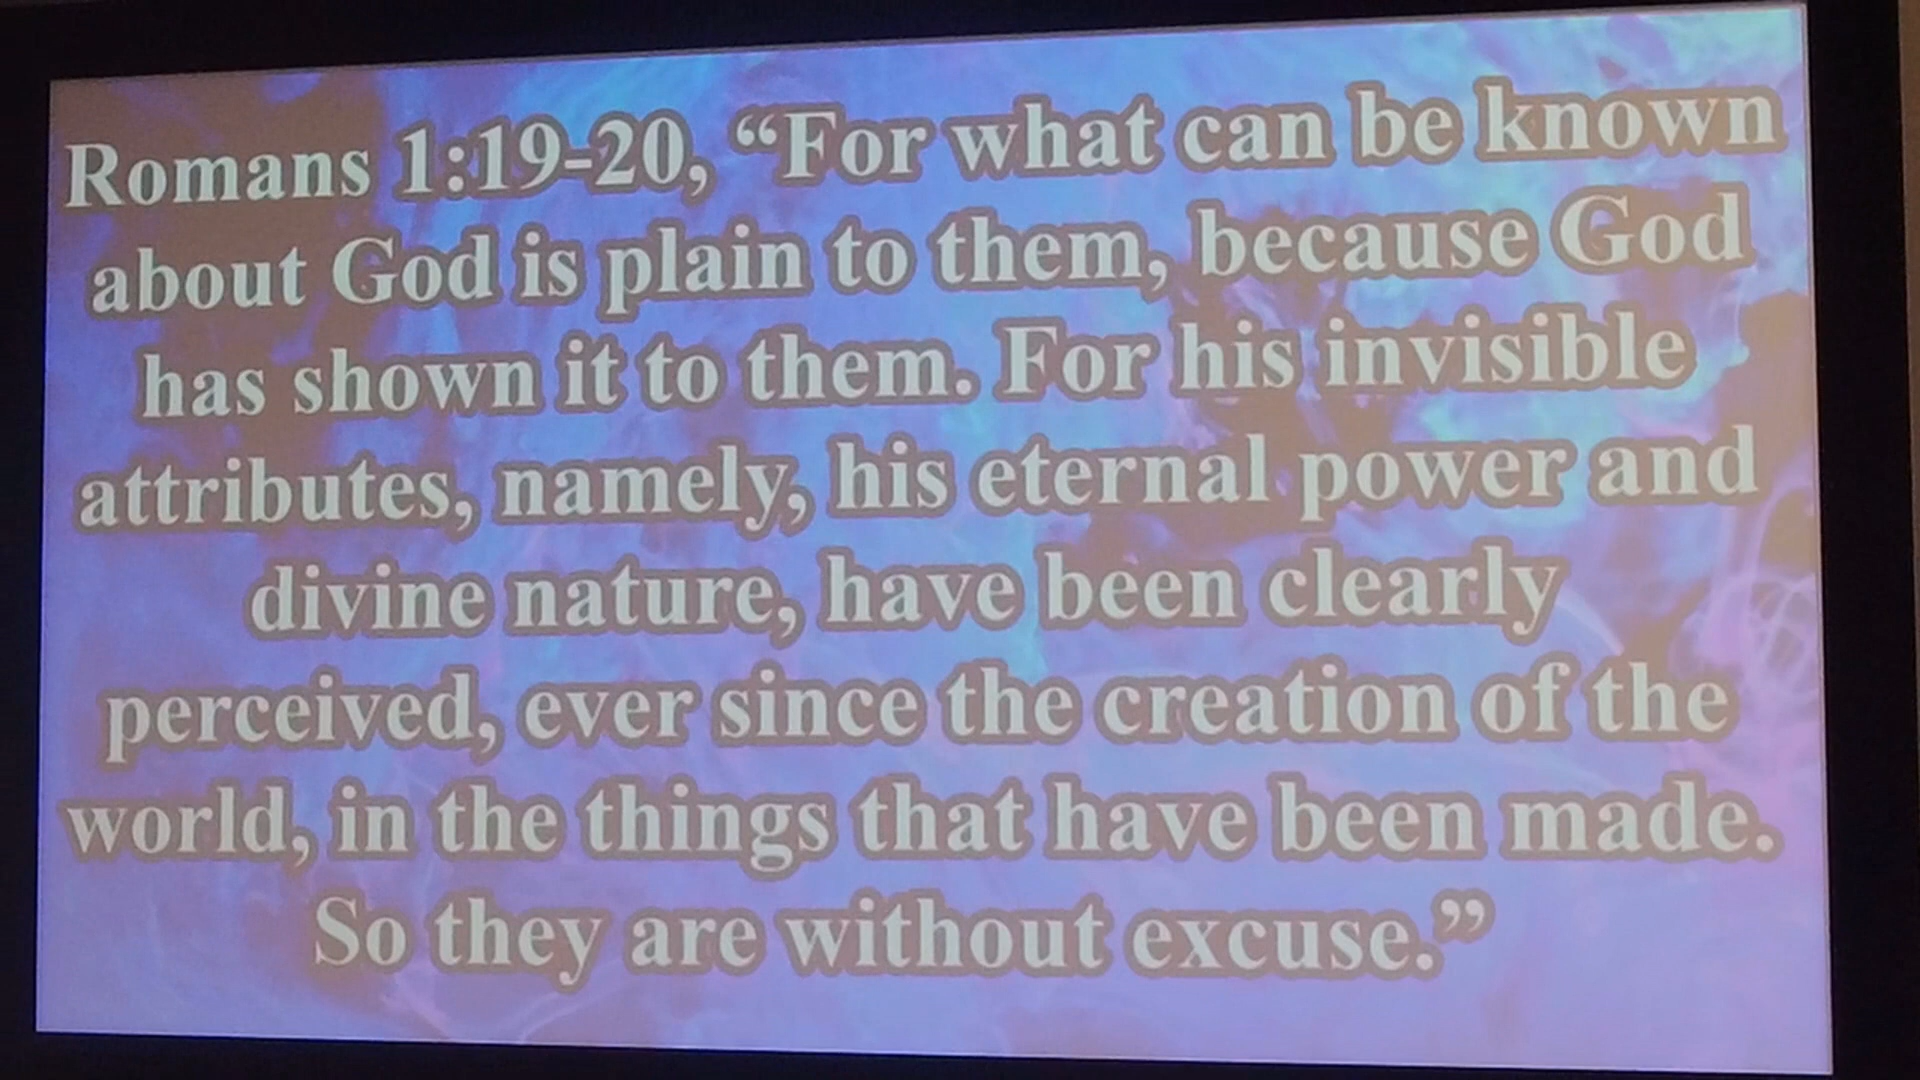 Romans 1:19-20, “For what can be known
about God is plain to them, because God
has shown it to them. For his invisible
attributes, namely, his eternal power and
divine nature, have been clearly
perceived, ever since the creation of the
world, in the things that have been made.
So they are without excuse.”